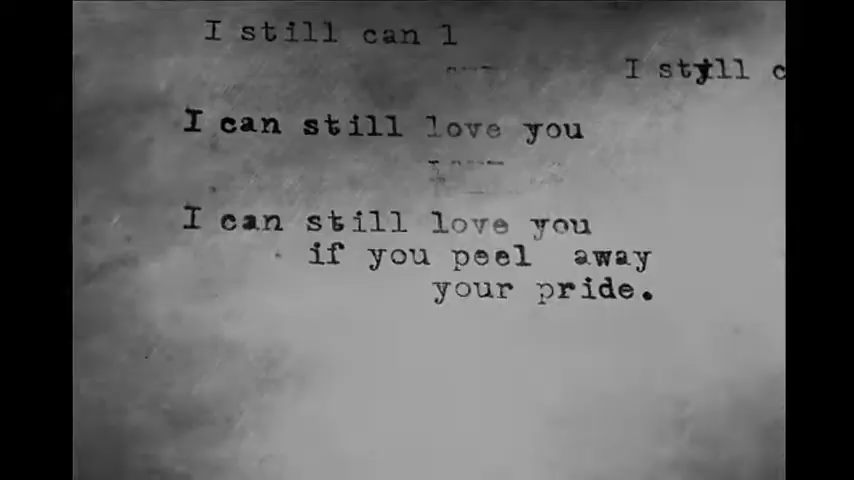 I still can l
I still c
I can still love you
I can still love you
if you peel away
your pride.